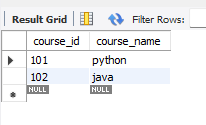 Result Grid Filter Rows:
course_id course_name
101 python
102 java
NULL NULL